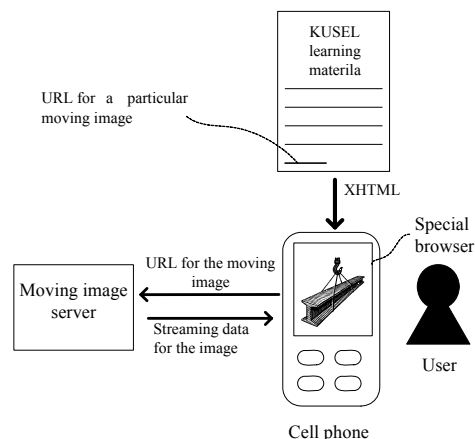 KUSEL
learning
materila
URL for a particular
moving image
XHTML
Special
browser
URL for the moving
image
Moving image
server
Streaming data
for the image
User
Cell phone